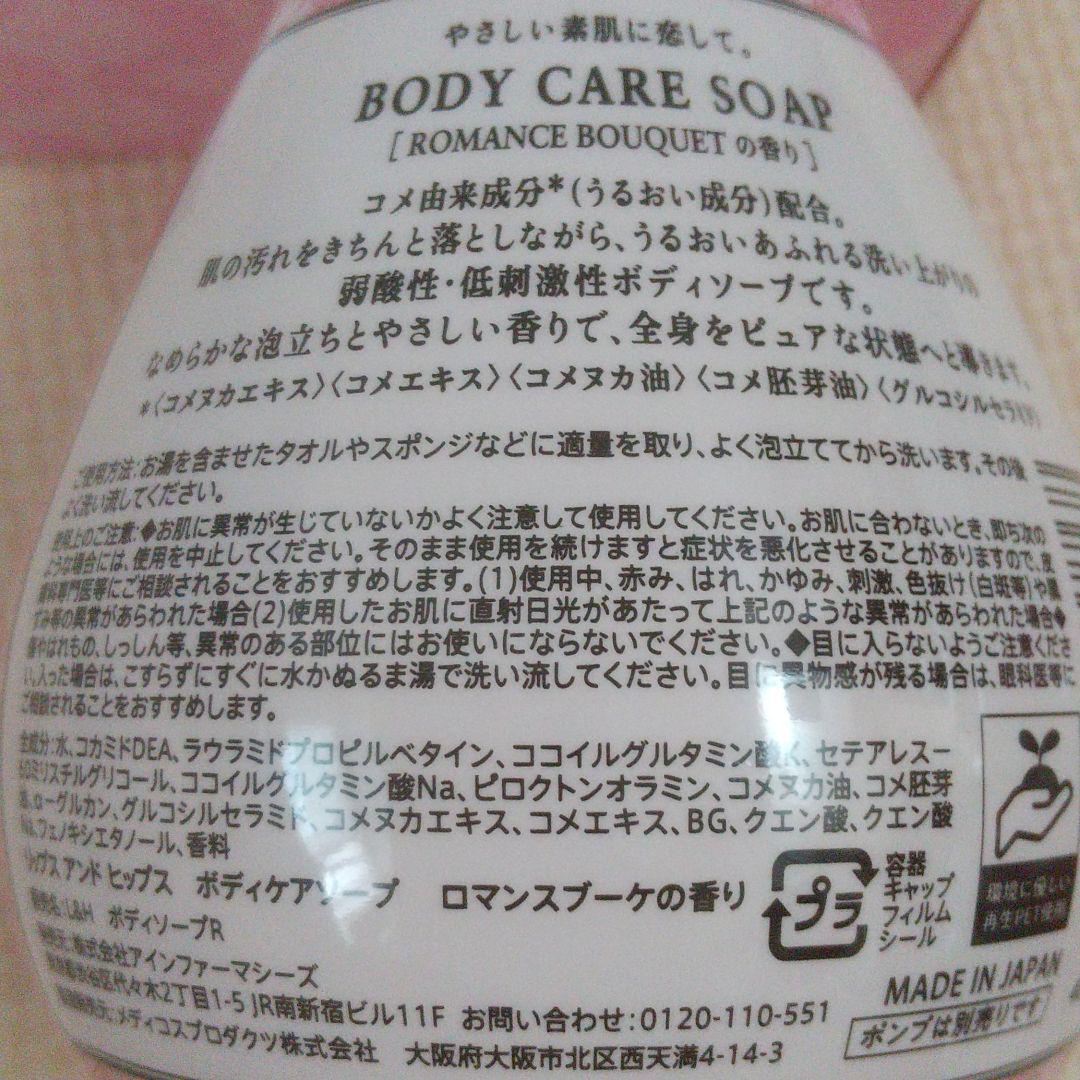 やさしい素肌に恋して。
BODY CARE SOAP
[ ROMANCE BOUQUET の香り ]
コメ由来成分*(うるおい成分)配合。
肌の汚れをきちんと落としながら、うるおいあふれる洗い上がりの
弱酸性・低刺激性ボディソープです。
なめらかな泡立ちとやさしい香りで、全身をピュアな状態へと導きます。
*〈コメヌカエキス〉〈コメエキス〉〈コメヌカ油〉〈コメ胚芽油〉〈グルコシルセラミド〉
ご使用方法:お湯を含ませたタオルやスポンジなどに適量を取り、よく泡立ててから洗います。その後
よく洗い流してください。
使用上のご注意:◆お肌に異常が生じていないかよく注意して使用してください。お肌に合わないとき、即ち次の
ような場合には、使用を中止してください。そのまま使用を続けますと症状を悪化させることがありますので、皮
膚科専門医等にご相談されることをおすすめします。(1)使用中、赤み、はれ、かゆみ、刺激、色抜け(白斑等)や黒
ずみ等の異常があらわれた場合(2)使用したお肌に直射日光があたって上記のような異常があらわれた場合◆
傷やはれもの、しっしん等、異常のある部位にはお使いにならないでください。◆目に入らないようご注意くださ
い。入った場合は、こすらずにすぐに水かぬるま湯で洗い流してください。目に異物感が残る場合は、眼科医等に
ご相談されることをおすすめします。
全成分:水、コカミドDEA、ラウラミドプロピルベタイン、ココイルグルタミン酸K、セテアレスー
60ミリスチルグリコール、ココイルグルタミン酸Na、ピロクトンオラミン、コメヌカ油、コメ胚芽
油、α-グルカン、グルコシルセラミド、コメヌカエキス、コメエキス、BG、クエン酸、クエン酸
Na、フェノキシエタノール、香料
リップス アンド ヒップス ボディケアソープ ロマンスブーケの香り
販売名:L&H ボディソープR
発売元:株式会社アインファーマシーズ
東京都渋谷区代々木2丁目1-5 JR南新宿ビル11F お問い合わせ:0120-110-551
製造販売元:メディコスプロダクツ株式会社 大阪府大阪市北区西天満4-14-3
プラ
容器
キャップ
フィルム
シール
環境に優しい
再生PET使用
MADE IN JAPAN
ポンプは別売りです